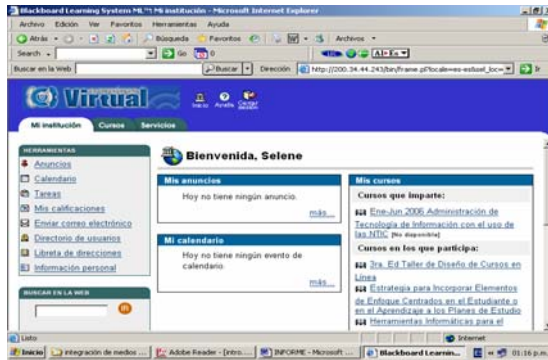 Blackboard Learning System ML™: Mi institución - Microsoft Internet Explorer
Archivo Edición Ver Favoritos Herramientas Ayuda
Atrás Búsqueda Favoritos Archivos
Search Go
Buscar en la Web Buscar Dirección http://200.34.44.243/bin/frame.pl?locale=es-es&sel_loc= Ir
Virtual
Inicio Ayuda Cerrar sesión
Mi institución Cursos Servicios
HERRAMIENTAS
Anuncios
Calendario
Tareas
Mis calificaciones
Enviar correo electrónico
Directorio de usuarios
Libreta de direcciones
Información personal
BUSCAR EN LA WEB
Bienvenida, Selene
Mis anuncios
Hoy no tiene ningún anuncio.
más...
Mi calendario
Hoy no tiene ningún evento de
calendario.
más...
Mis cursos
Cursos que imparte:
Ene-Jun 2006 Administración de
Tecnología de Información con el uso de
las NTIC (No disponible)
Cursos en los que participa:
3ra. Ed Taller de Diseño de Cursos en
Línea
Estrategia para Incorporar Elementos
de Enfoque Centrados en el Estudiante o
en el Aprendizaje a los Planes de Estudio
Herramientas Informáticas para el
Listo Internet
Inicio integración de medios ... Adobe Reader - [intro.... INFORME - Microsoft ... Blackboard Learnin... 01:16 p.m.